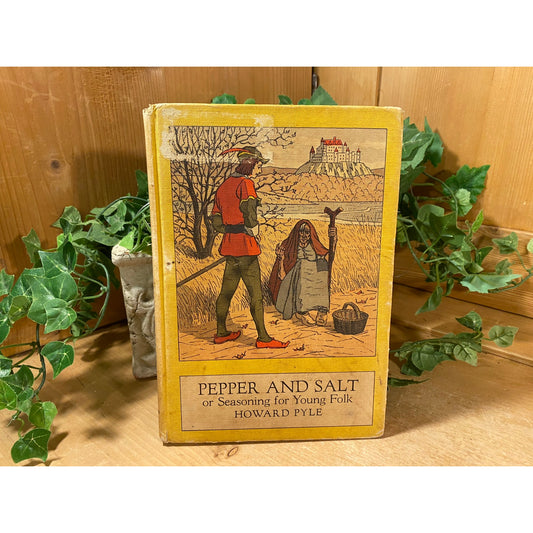 PEPPER AND SALT
or Seasoning for Young Folk
HOWARD PYLE